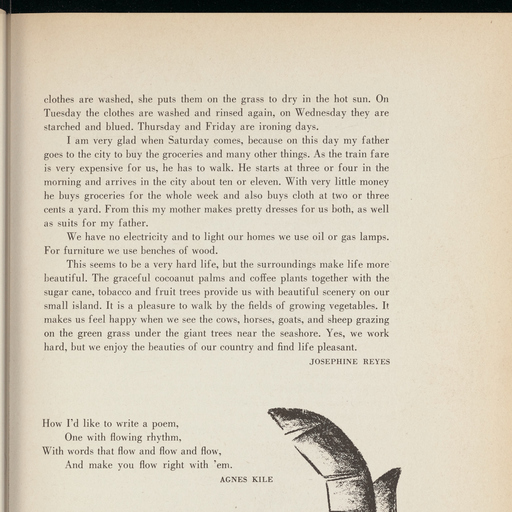 clothes are washed, she puts them on the grass to dry in the hot sun. On
Tuesday the clothes are washed and rinsed again, on Wednesday they are
starched and blued. Thursday and Friday are ironing days.
I am very glad when Saturday comes, because on this day my father
goes to the city to buy the groceries and many other things. As the train fare
is very expensive for us, he has to walk. He starts at three or four in the
morning and arrives in the city about ten or eleven. With very little money
he buys groceries for the whole week and also buys cloth at two or three
cents a yard. From this my mother makes pretty dresses for us both, as well
as suits for my father.
We have no electricity and to light our homes we use oil or gas lamps.
For furniture we use benches of wood.
This seems to be a very hard life, but the surroundings make life more
beautiful. The graceful cocoanut palms and coffee plants together with the
sugar cane, tobacco and fruit trees provide us with beautiful scenery on our
small island. It is a pleasure to walk by the fields of growing vegetables. It
makes us feel happy when we see the cows, horses, goats, and sheep grazing
on the green grass under the giant trees near the seashore. Yes, we work
hard, but we enjoy the beauties of our country and find life pleasant.
JOSEPHINE REYES
How I'd like to write a poem,
One with flowing rhythm,
With words that flow and flow and flow,
And make you flow right with 'em.
AGNES KILE